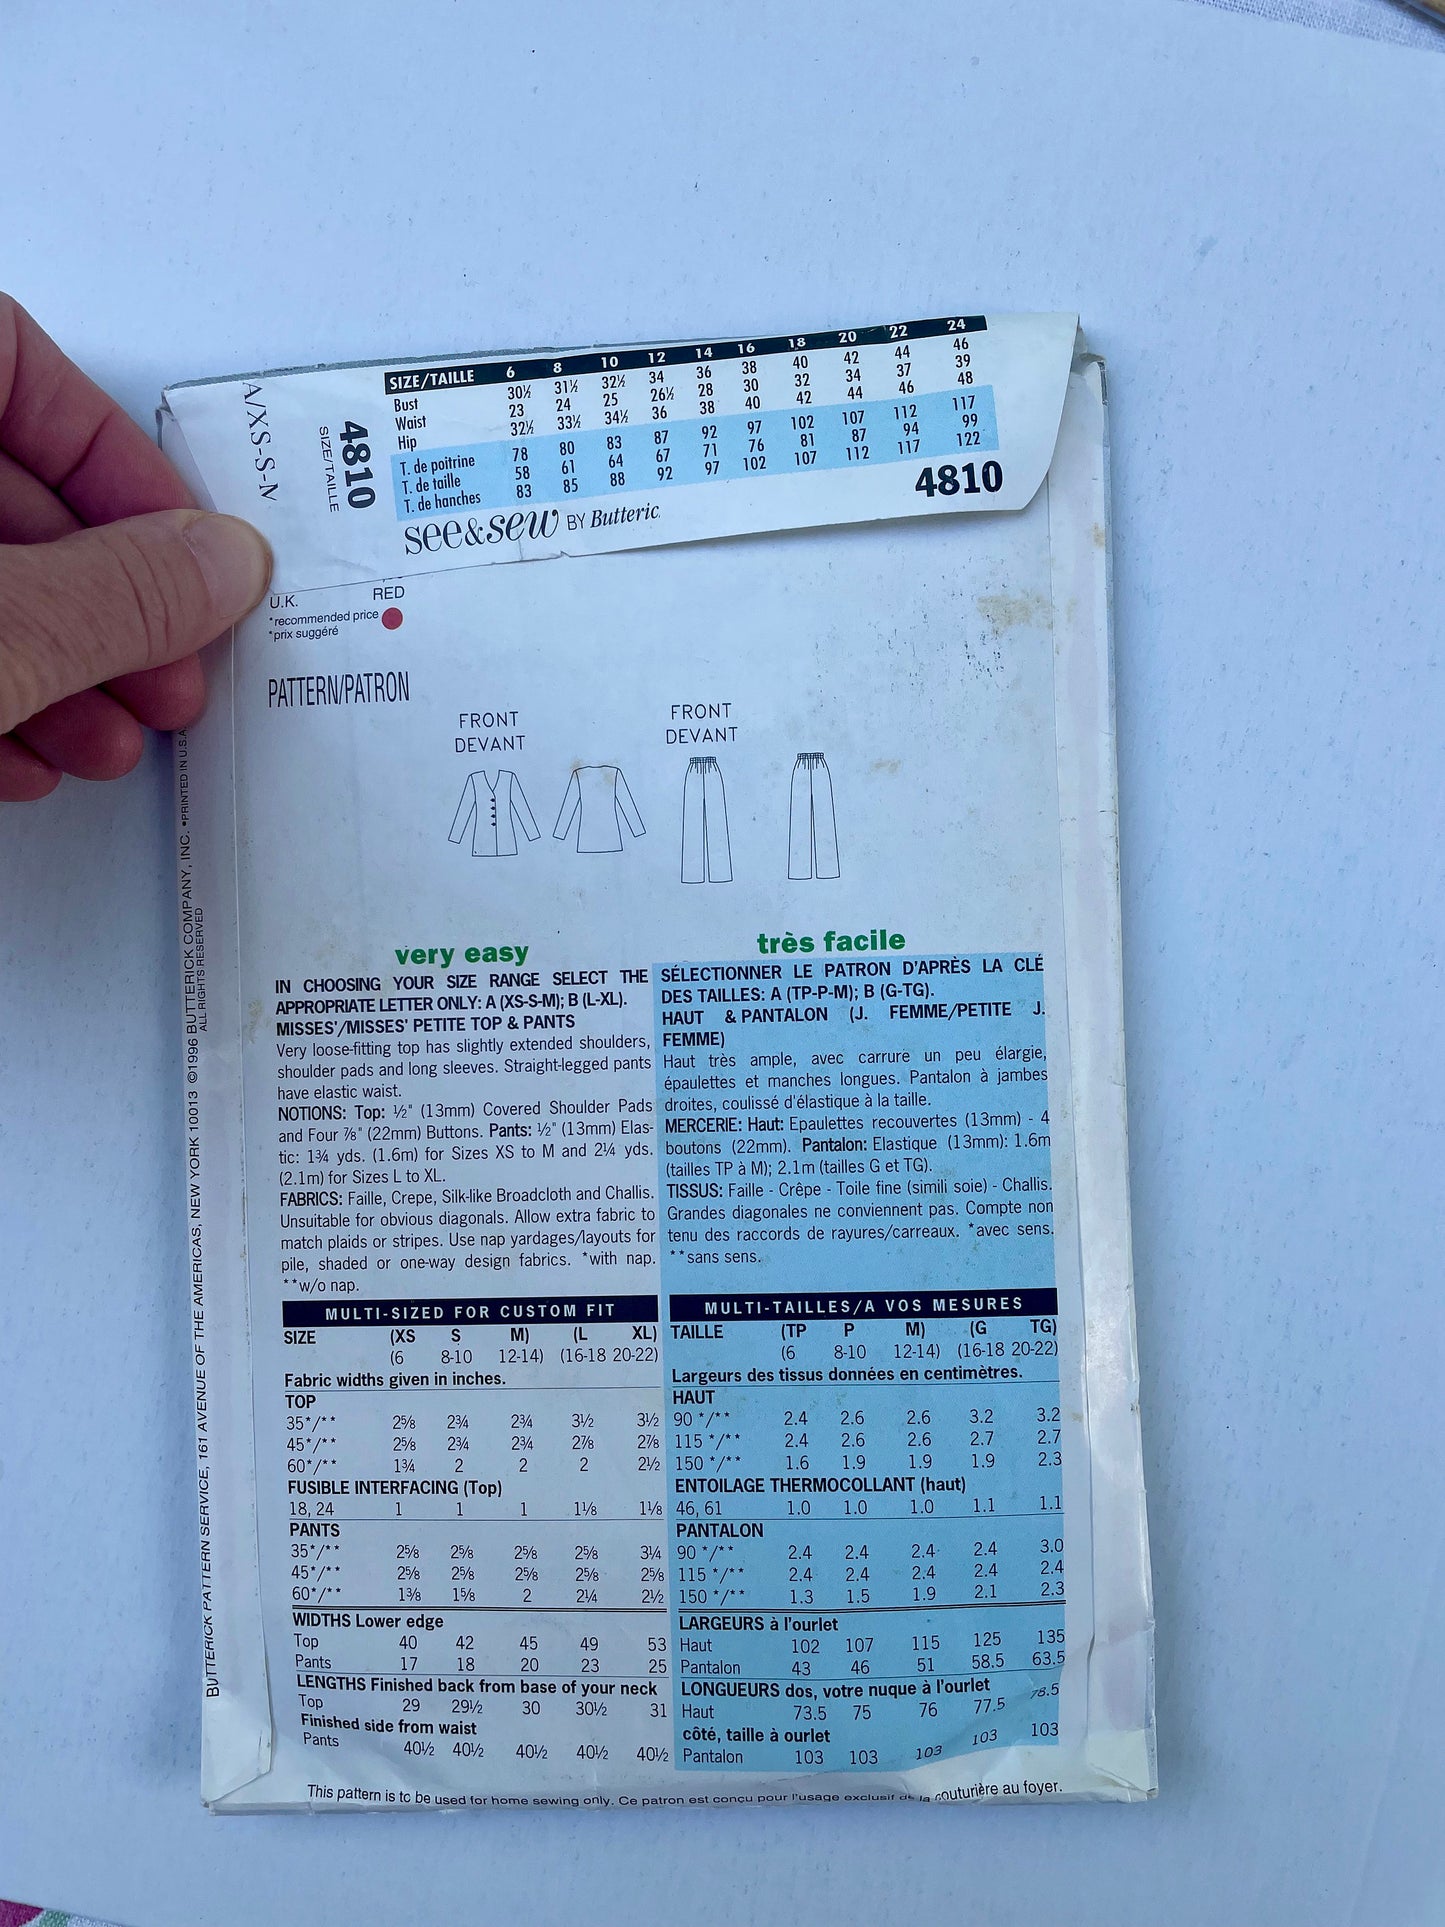 SIZE/TAILLE 6 8 10 12 14 16 18 20 22 24
Bust 30½ 31½ 32½ 34 36 38 40 42 44 46
Waist 23 24 25 26½ 28 30 32 34 37 39
Hip 32½ 33½ 34½ 36 38 40 42 44 46 48
T. de poitrine 78 80 83 87 92 97 102 107 112 117
T. de taille 58 61 64 67 71 76 81 87 94 99
T. de hanches 83 85 88 92 97 102 107 112 117 122
see&sew BY Butteric
4810
A/XS-S-M
SIZE/TAILLE
4810
U.K. RED
*recommended price
*prix suggéré
PATTERN/PATRON
FRONT
DEVANT
FRONT
DEVANT
very easy
IN CHOOSING YOUR SIZE RANGE SELECT THE
APPROPRIATE LETTER ONLY: A (XS-S-M); B (L-XL).
MISSES'/MISSES' PETITE TOP & PANTS
Very loose-fitting top has slightly extended shoulders,
shoulder pads and long sleeves. Straight-legged pants
have elastic waist.
NOTIONS: Top: ½" (13mm) Covered Shoulder Pads
and Four ⅞" (22mm) Buttons. Pants: ½" (13mm) Elas-
tic: 1¾ yds. (1.6m) for Sizes XS to M and 2¼ yds.
(2.1m) for Sizes L to XL.
FABRICS: Faille, Crepe, Silk-like Broadcloth and Challis.
Unsuitable for obvious diagonals. Allow extra fabric to
match plaids or stripes. Use nap yardages/layouts for
pile, shaded or one-way design fabrics. *with nap.
**w/o nap.
très facile
SÉLECTIONNER LE PATRON D'APRÈS LA CLÉ
DES TAILLES: A (TP-P-M); B (G-TG).
HAUT & PANTALON (J. FEMME/PETITE J.
FEMME)
Haut très ample, avec carrure un peu élargie,
épaulettes et manches longues. Pantalon à jambes
droites, coulissé d'élastique à la taille.
MERCERIE: Haut: Epaulettes recouvertes (13mm) - 4
boutons (22mm). Pantalon: Elastique (13mm): 1.6m
(tailles TP à M); 2.1m (tailles G et TG).
TISSUS: Faille - Crêpe - Toile fine (simili soie) - Challis.
Grandes diagonales ne conviennent pas. Compte non
tenu des raccords de rayures/carreaux. *avec sens.
**sans sens.
MULTI-SIZED FOR CUSTOM FIT
SIZE (XS S M) (L XL)
(6 8-10 12-14) (16-18 20-22)
Fabric widths given in inches.
TOP
35*/** 2⅝ 2¾ 2¾ 3½ 3½
45*/** 2⅝ 2¾ 2¾ 2⅞ 2⅞
60*/** 1¾ 2 2 2 2½
FUSIBLE INTERFACING (Top)
18, 24 1 1 1 1⅛ 1⅛
PANTS
35*/** 2⅝ 2⅝ 2⅝ 2⅝ 3¼
45*/** 2⅝ 2⅝ 2⅝ 2⅝ 2⅝
60*/** 1⅜ 1⅝ 2 2¼ 2½
WIDTHS Lower edge
Top 40 42 45 49 53
Pants 17 18 20 23 25
LENGTHS Finished back from base of your neck
Top 29 29½ 30 30½ 31
Finished side from waist
Pants 40½ 40½ 40½ 40½ 40½
MULTI-TAILLES/A VOS MESURES
TAILLE (TP P M) (G TG)
(6 8-10 12-14) (16-18 20-22)
Largeurs des tissus données en centimètres.
HAUT
90 */** 2.4 2.6 2.6 3.2 3.2
115 */** 2.4 2.6 2.6 2.7 2.7
150 */** 1.6 1.9 1.9 1.9 2.3
ENTOILAGE THERMOCOLLANT (haut)
46, 61 1.0 1.0 1.0 1.1 1.1
PANTALON
90 */** 2.4 2.4 2.4 2.4 3.0
115 */** 2.4 2.4 2.4 2.4 2.4
150 */** 1.3 1.5 1.9 2.1 2.3
LARGEURS à l'ourlet
Haut 102 107 115 125 135
Pantalon 43 46 51 58.5 63.5
LONGUEURS dos, votre nuque à l'ourlet
Haut 73.5 75 76 77.5 78.5
côté, taille à ourlet
Pantalon 103 103 103 103 103
This pattern is to be used for home sewing only. Ce patron est conçu pour l'usage exclusif de la couturière au foyer.
BUTTERICK PATTERN SERVICE, 161 AVENUE OF THE AMERICAS, NEW YORK 10013 ©1996 BUTTERICK COMPANY, INC. •PRINTED IN U.S.A.
ALL RIGHTS RESERVED